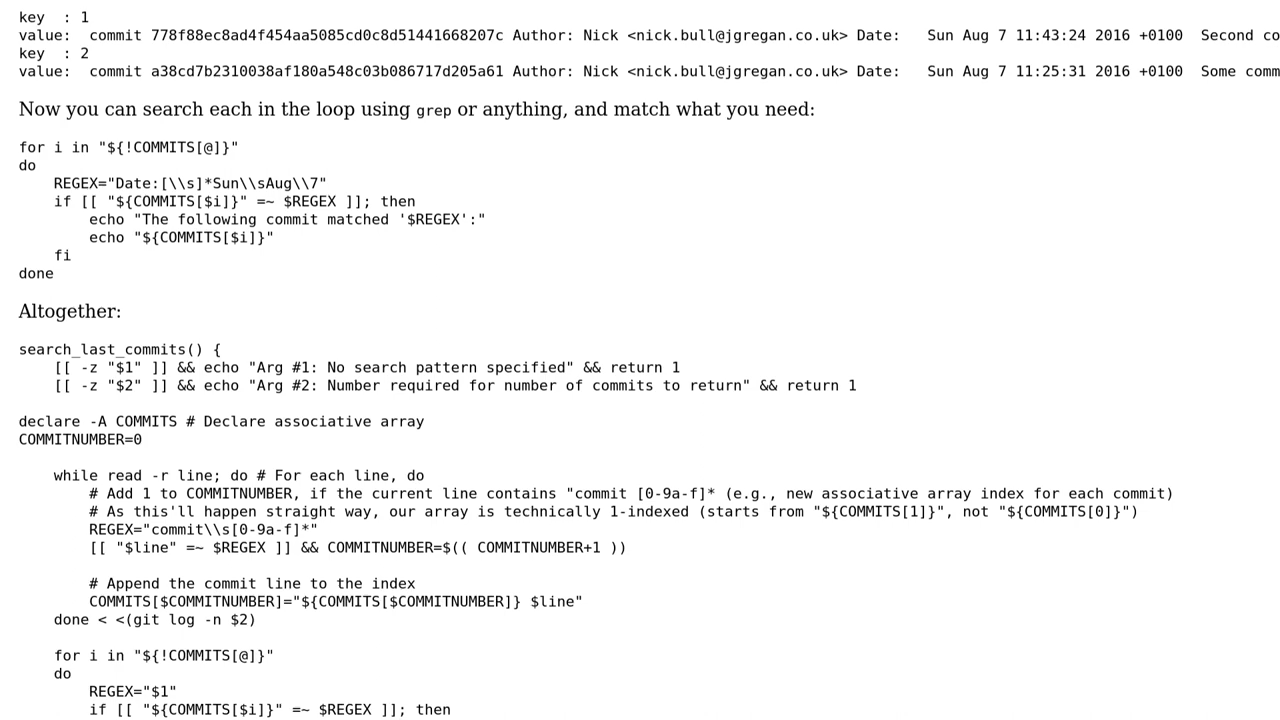 key  : 1
value:  commit 778f88ec8ad4f454aa5085cd0c8d51441668207c Author: Nick <nick.bull@jgregan.co.uk> Date:   Sun Aug 7 11:43:24 2016 +0100  Second co
key  : 2
value:  commit a38cd7b2310038af180a548c03b086717d205a61 Author: Nick <nick.bull@jgregan.co.uk> Date:   Sun Aug 7 11:25:31 2016 +0100  Some comm
Now you can search each in the loop using grep or anything, and match what you need:
for i in "${!COMMITS[@]}"
do
    REGEX="Date:[\\s]*Sun\\sAug\\7"
    if [[ "${COMMITS[$i]}" =~ $REGEX ]]; then
        echo "The following commit matched '$REGEX':"
        echo "${COMMITS[$i]}"
    fi
done
Altogether:
search_last_commits() {
    [[ -z "$1" ]] && echo "Arg #1: No search pattern specified" && return 1
    [[ -z "$2" ]] && echo "Arg #2: Number required for number of commits to return" && return 1
declare -A COMMITS # Declare associative array
COMMITNUMBER=0
    while read -r line; do # For each line, do
        # Add 1 to COMMITNUMBER, if the current line contains "commit [0-9a-f]* (e.g., new associative array index for each commit)
        # As this'll happen straight way, our array is technically 1-indexed (starts from "${COMMITS[1]}", not "${COMMITS[0]}")
        REGEX="commit\\s[0-9a-f]*"
        [[ "$line" =~ $REGEX ]] && COMMITNUMBER=$(( COMMITNUMBER+1 ))
        # Append the commit line to the index
        COMMITS[$COMMITNUMBER]="${COMMITS[$COMMITNUMBER]} $line"
    done < <(git log -n $2)
    for i in "${!COMMITS[@]}"
    do
        REGEX="$1"
        if [[ "${COMMITS[$i]}" =~ $REGEX ]]; then